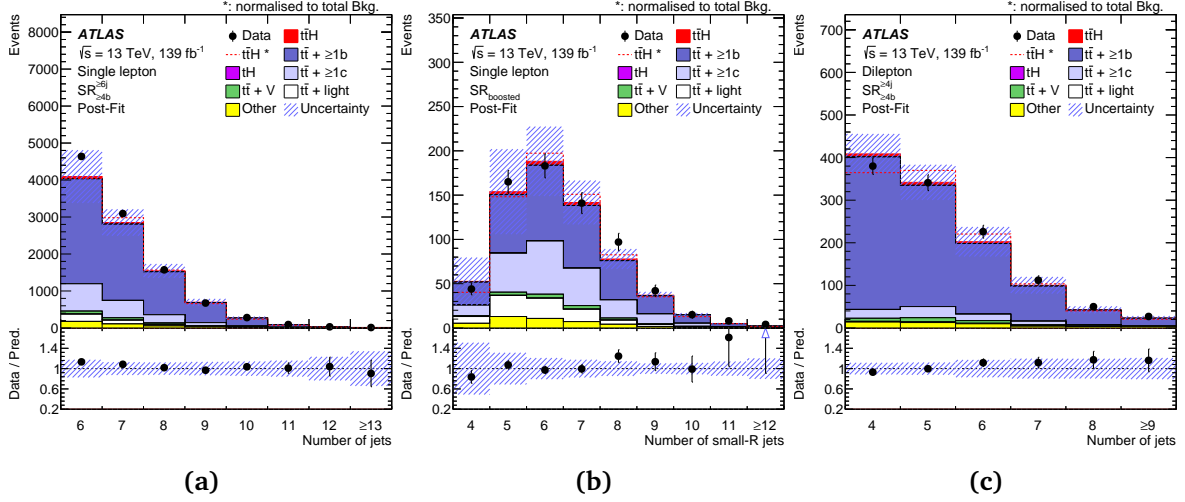 *: normalised to total Bkg.
Events
8000
7000
6000
5000
4000
3000
2000
1000
0
ATLAS
√s = 13 TeV, 139 fb⁻¹
Single lepton
SR≥6j≥4b
Post-Fit
Data
tt̄H
tt̄H *
tt̄ + ≥1b
tH
tt̄ + ≥1c
tt̄ + V
tt̄ + light
Other
Uncertainty
Data / Pred.
1.4
1
0.6
0.2
6 7 8 9 10 11 12 ≥13
Number of jets
(a)
*: normalised to total Bkg.
Events
350
300
250
200
150
100
50
0
ATLAS
√s = 13 TeV, 139 fb⁻¹
Single lepton
SRboosted
Post-Fit
Data
tt̄H
tt̄H *
tt̄ + ≥1b
tH
tt̄ + ≥1c
tt̄ + V
tt̄ + light
Other
Uncertainty
Data / Pred.
1.4
1
0.6
0.2
4 5 6 7 8 9 10 11 ≥12
Number of small-R jets
(b)
*: normalised to total Bkg.
Events
700
600
500
400
300
200
100
0
ATLAS
√s = 13 TeV, 139 fb⁻¹
Dilepton
SR≥4j≥4b
Post-Fit
Data
tt̄H
tt̄H *
tt̄ + ≥1b
tH
tt̄ + ≥1c
tt̄ + V
tt̄ + light
Other
Uncertainty
Data / Pred.
1.4
1
0.6
0.2
4 5 6 7 8 ≥9
Number of jets
(c)